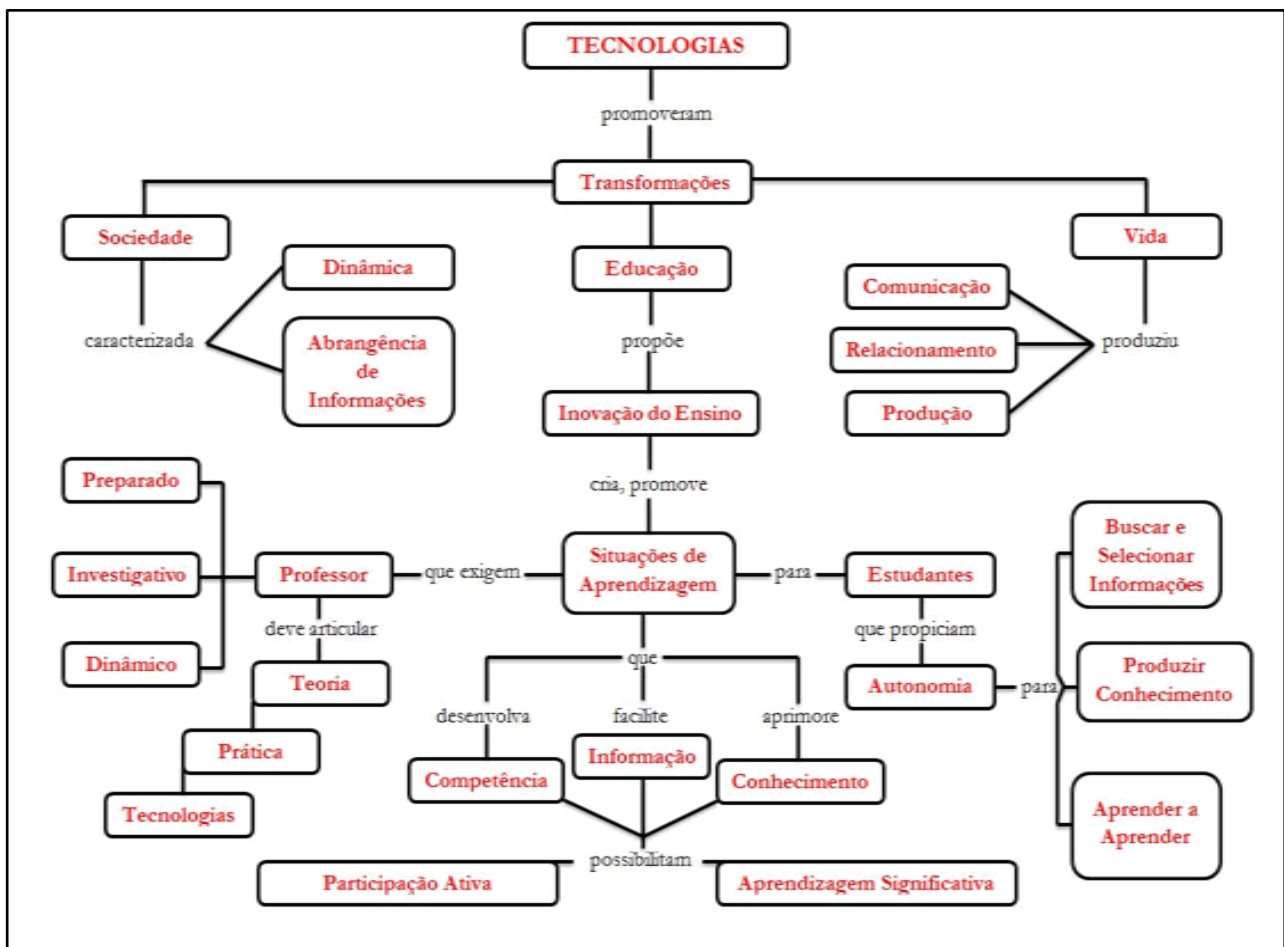 TECNOLOGIAS
promoveram
Transformações
Sociedade
Vida
Dinâmica
Educação
Comunicação
caracterizada
Abrangência
de
Informações
propõe
Relacionamento
produziu
Inovação do Ensino
Produção
Preparado
cria, promove
Investigativo
Professor
que exigem
Situações de
Aprendizagem
para
Estudantes
Buscar e
Selecionar
Informações
deve articular
que propiciam
Dinâmico
Teoria
que
Autonomia
para
Produzir
Conhecimento
desenvolva
facilite
aprimore
Prática
Informação
Competência
Conhecimento
Tecnologias
Aprender a
Aprender
possibilitam
Participação Ativa
Aprendizagem Significativa